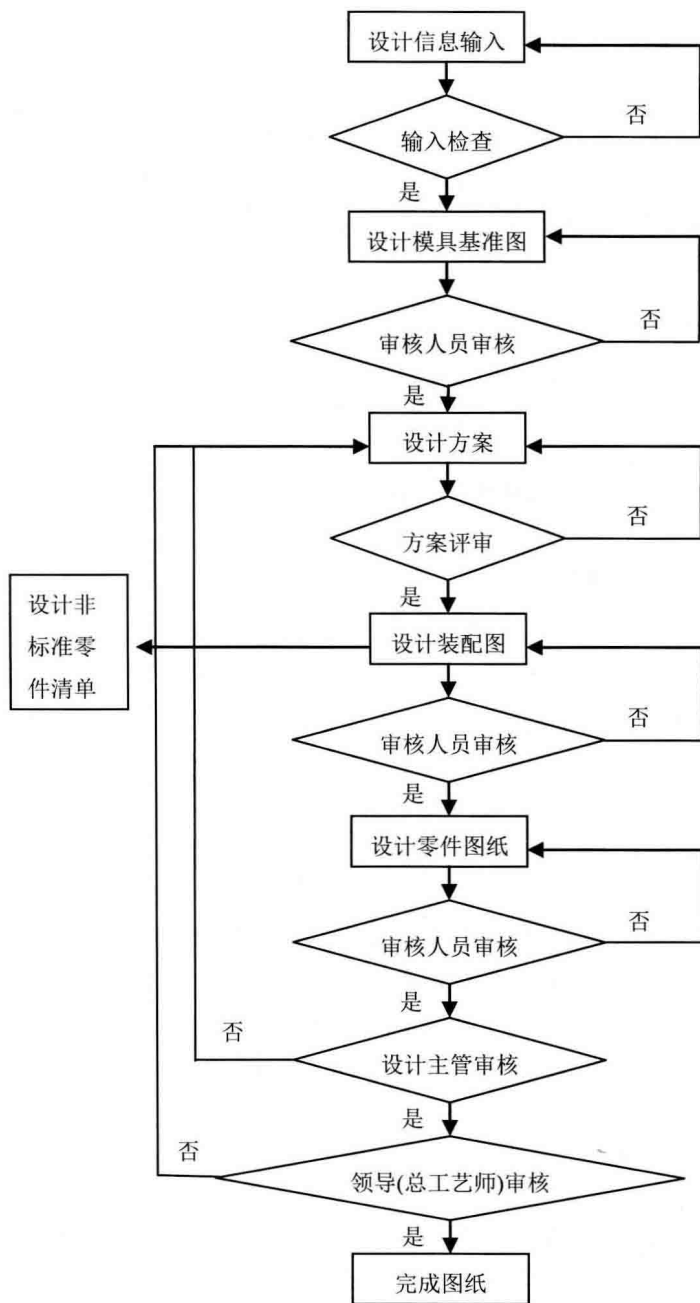 设计信息输入
否
输入检查
是
设计模具基准图
否
审核人员审核
是
设计方案
否
方案评审
是
设计非
标准零
件清单
设计装配图
否
审核人员审核
是
设计零件图纸
否
审核人员审核
是
否
设计主管审核
是
否
领导(总工艺师)审核
是
完成图纸